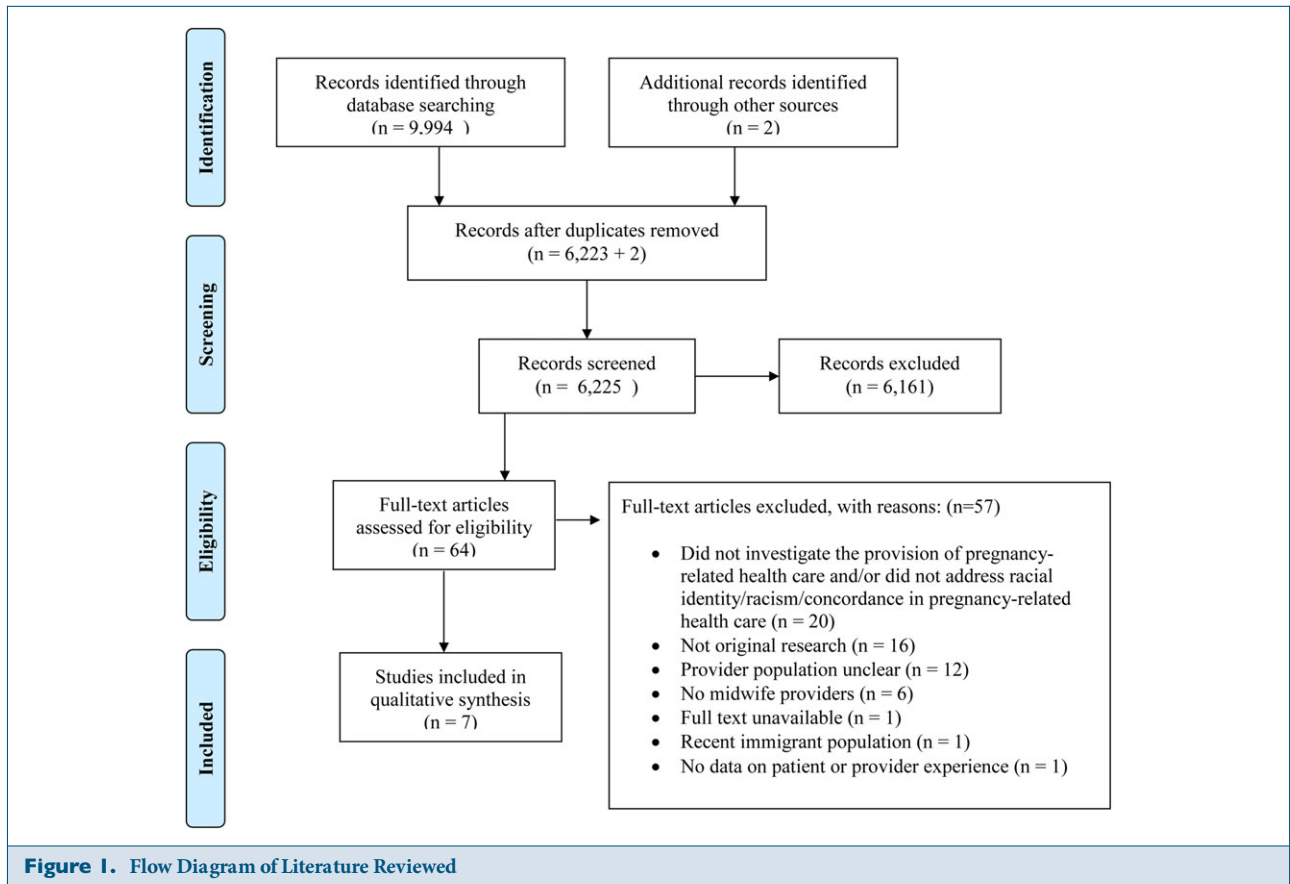 Identification
Records identified through
database searching
(n = 9,994 )
Additional records identified
through other sources
(n = 2)
Records after duplicates removed
(n = 6,223 + 2)
Screening
Records screened
(n = 6,225 )
Records excluded
(n = 6,161)
Eligibility
Full-text articles
assessed for eligibility
(n = 64)
Full-text articles excluded, with reasons: (n=57)
• Did not investigate the provision of pregnancy-
related health care and/or did not address racial
identity/racism/concordance in pregnancy-related
health care (n = 20)
• Not original research (n = 16)
• Provider population unclear (n = 12)
• No midwife providers (n = 6)
• Full text unavailable (n = 1)
• Recent immigrant population (n = 1)
• No data on patient or provider experience (n = 1)
Included
Studies included in
qualitative synthesis
(n = 7)
Figure 1. Flow Diagram of Literature Reviewed